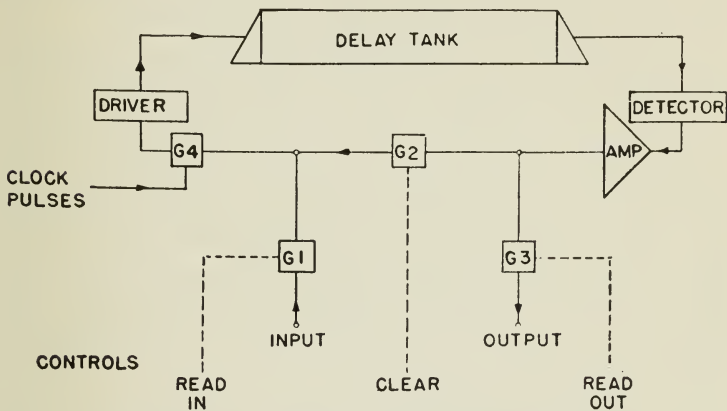 DELAY TANK
DRIVER
DETECTOR
G4
G2
AMP
CLOCK
PULSES
G1
G3
INPUT
OUTPUT
CONTROLS
READ
IN
CLEAR
READ
OUT